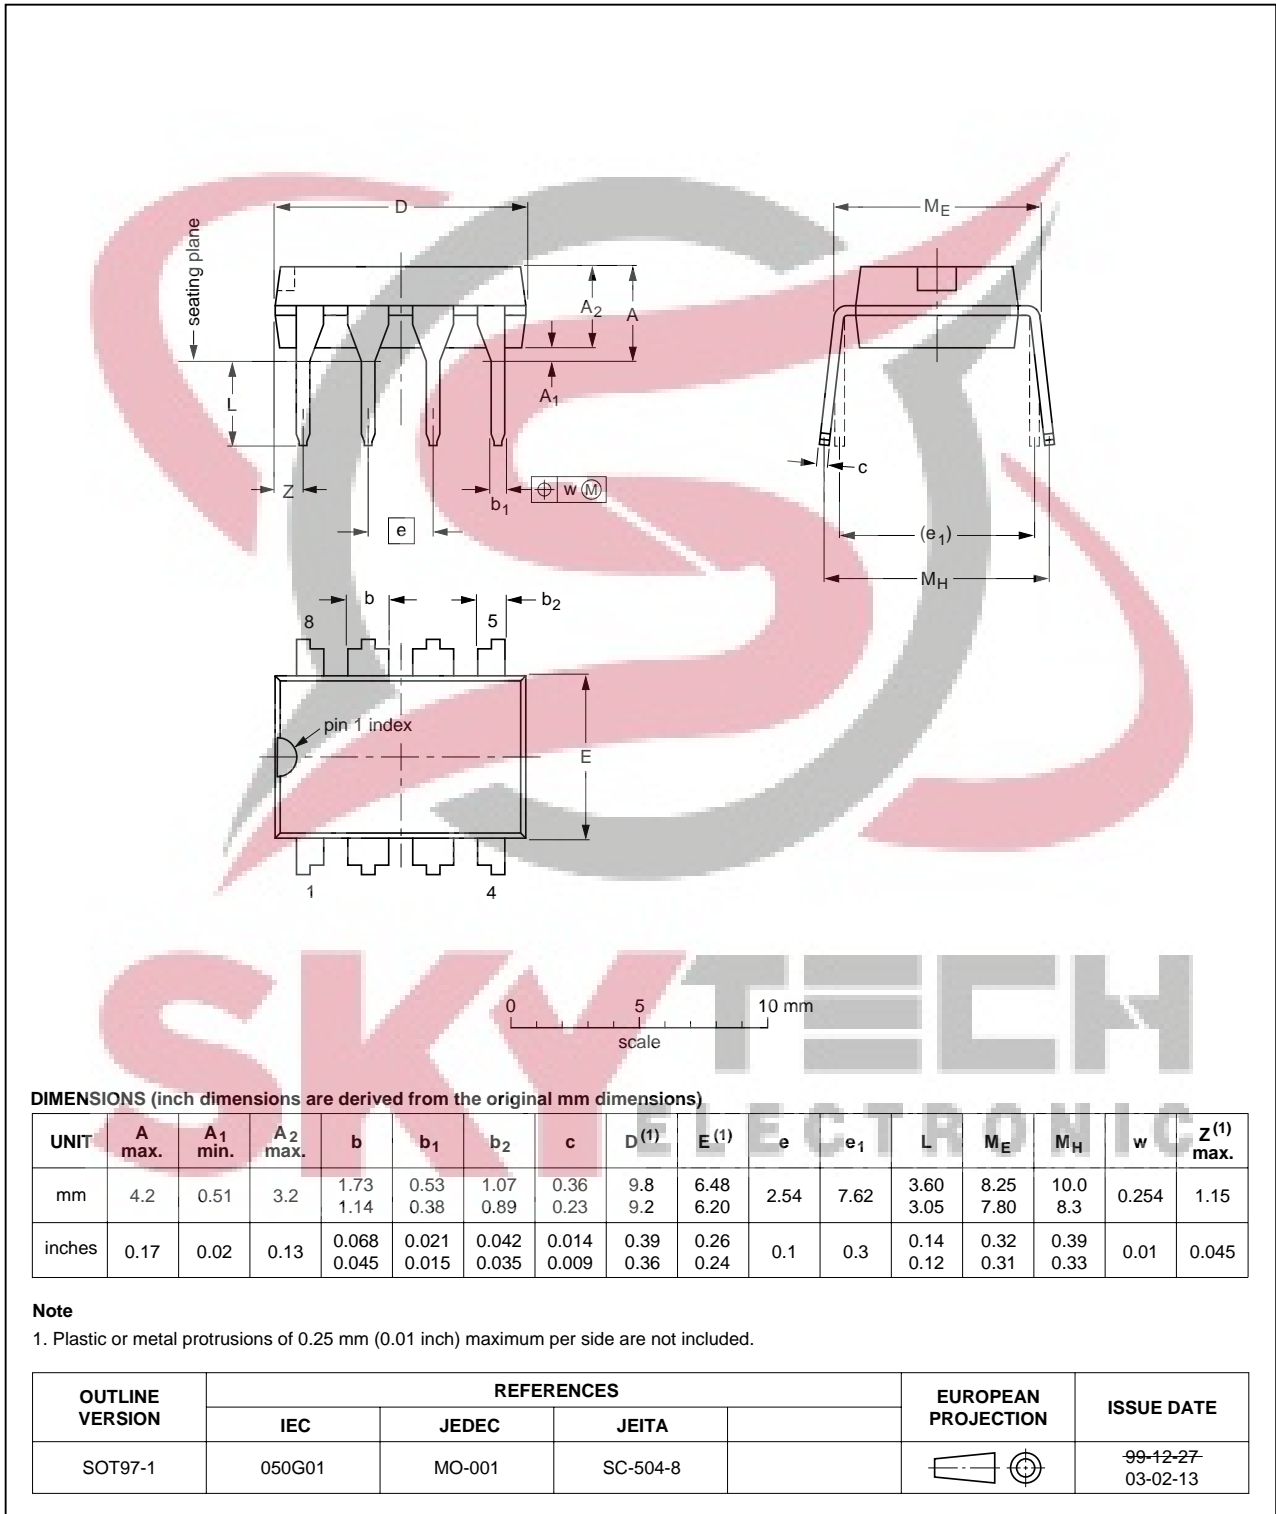 D
M_E
seating plane
A2
A
A1
L
c
Z
b1
w M
e
(e1)
M_H
b
b2
8
5
pin 1 index
E
1
4
SKYTECH
ELECTRONIC
0 5 10 mm
scale
DIMENSIONS (inch dimensions are derived from the original mm dimensions)
UNIT A max. A1 min. A2 max. b b1 b2 c D(1) E(1) e e1 L ME MH w Z(1) max.
mm 4.2 0.51 3.2 1.73 1.14 0.53 0.38 1.07 0.89 0.36 0.23 9.8 9.2 6.48 6.20 2.54 7.62 3.60 3.05 8.25 7.80 10.0 8.3 0.254 1.15
inches 0.17 0.02 0.13 0.068 0.045 0.021 0.015 0.042 0.035 0.014 0.009 0.39 0.36 0.26 0.24 0.1 0.3 0.14 0.12 0.32 0.31 0.39 0.33 0.01 0.045
Note
1. Plastic or metal protrusions of 0.25 mm (0.01 inch) maximum per side are not included.
OUTLINE VERSION REFERENCES EUROPEAN PROJECTION ISSUE DATE
IEC JEDEC JEITA
SOT97-1 050G01 MO-001 SC-504-8 99-12-27
03-02-13